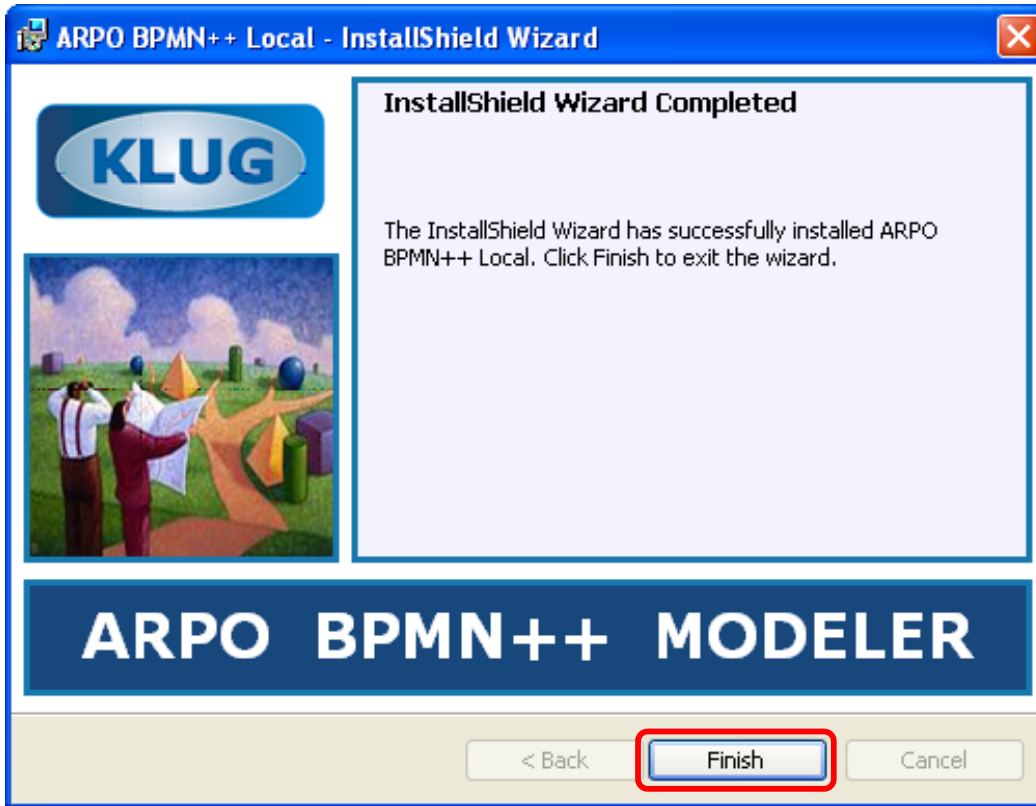 ARPO BPMN++ Local - InstallShield Wizard
KLUG
InstallShield Wizard Completed
The InstallShield Wizard has successfully installed ARPO
BPMN++ Local. Click Finish to exit the wizard.
ARPO BPMN++ MODELER
< Back
Finish
Cancel